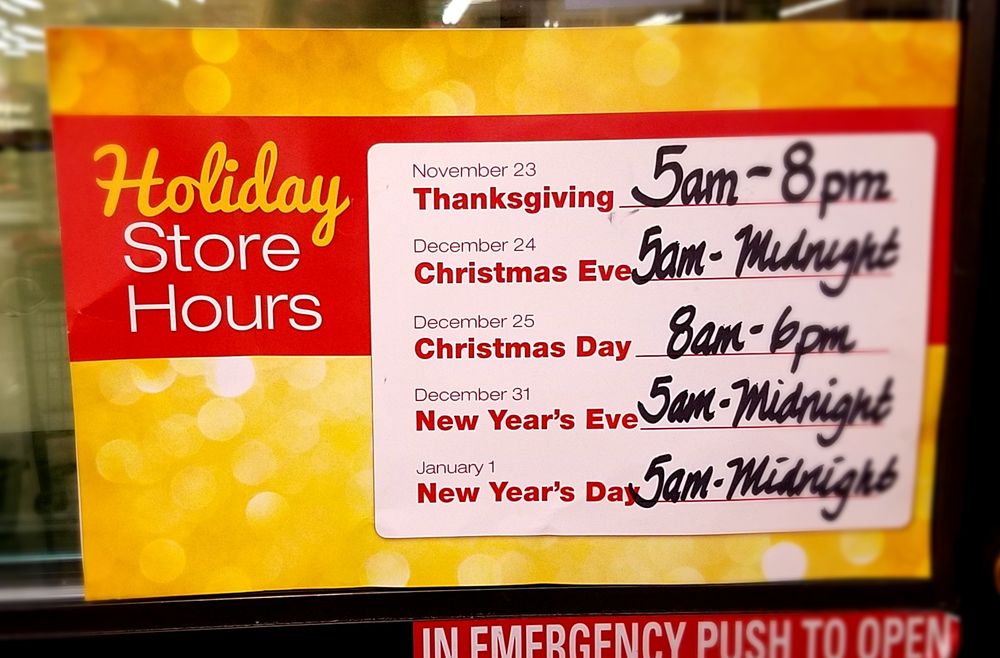 Holiday
Store
Hours
November 23
Thanksgiving 5am-8pm
December 24
Christmas Eve 5am-Midnight
December 25
Christmas Day 8am-6pm
December 31
New Year's Eve 5am-Midnight
January 1
New Year's Day 5am-Midnight
IN EMERGENCY PUSH TO OPEN